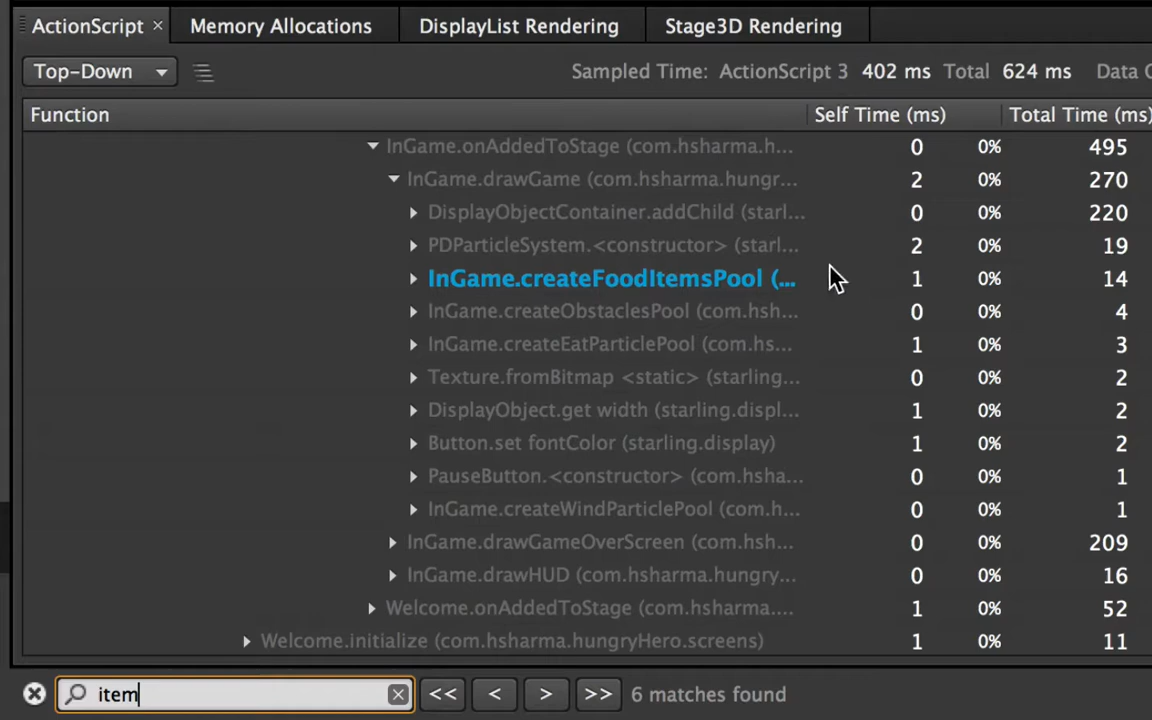 ActionScript × Memory Allocations DisplayList Rendering Stage3D Rendering
Top-Down Sampled Time: ActionScript 3 402 ms Total 624 ms Data
Function Self Time (ms) Total Time (ms)
InGame.onAddedToStage (com.hsharma.h... 0 0% 495
InGame.drawGame (com.hsharma.hungr... 2 0% 270
DisplayObjectContainer.addChild (starl... 0 0% 220
PDParticleSystem.<constructor> (starl... 2 0% 19
InGame.createFoodItemsPool (... 1 0% 14
InGame.createObstaclesPool (com.hsh... 0 0% 4
InGame.createEatParticlePool (com.hs... 1 0% 3
Texture.fromBitmap <static> (starling... 0 0% 2
DisplayObject.get width (starling.displ... 1 0% 2
Button.set fontColor (starling.display) 1 0% 2
PauseButton.<constructor> (com.hsha... 0 0% 1
InGame.createWindParticlePool (com.h... 0 0% 1
InGame.drawGameOverScreen (com.hsh... 0 0% 209
InGame.drawHUD (com.hsharma.hungry... 0 0% 16
Welcome.onAddedToStage (com.hsharma.... 1 0% 52
Welcome.initialize (com.hsharma.hungryHero.screens) 1 0% 11
item << < > >> 6 matches found